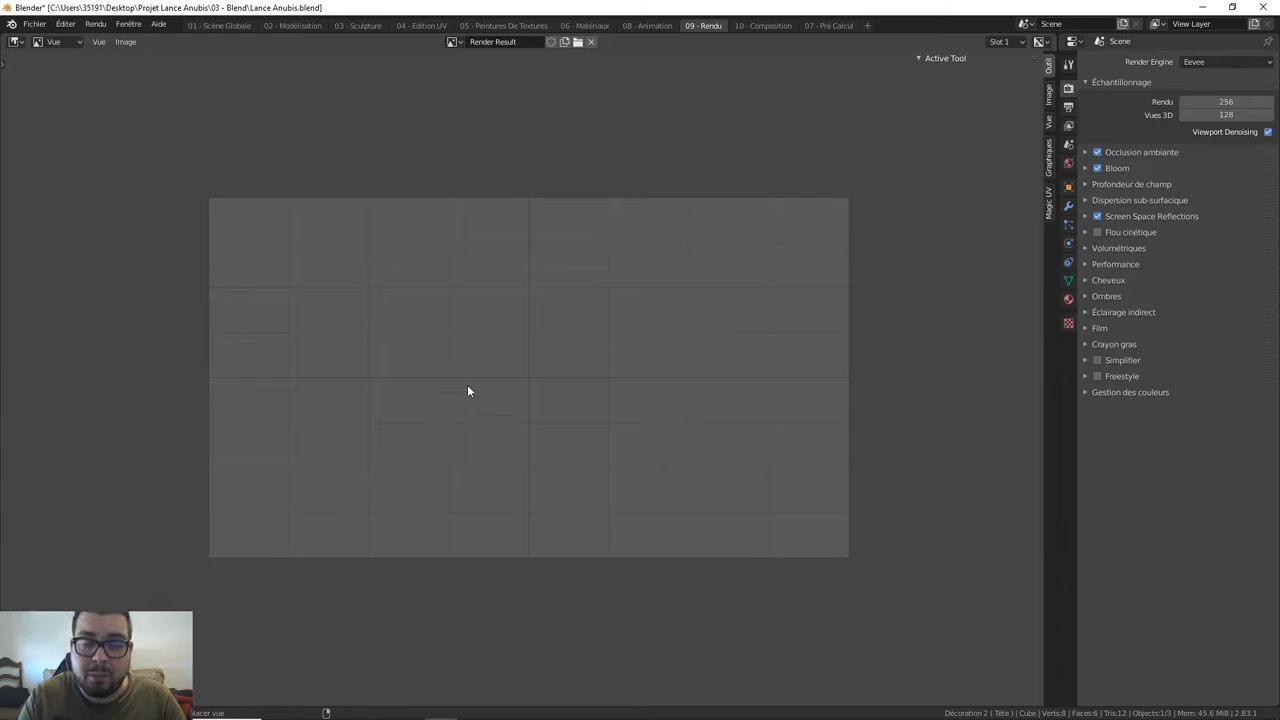 Blender* [C:\Users\35191\Desktop\Projet Lance Anubis\03 - Blend\Lance Anubis.blend]
Fichier Éditer Rendu Fenêtre Aide 01 - Scène Globale 02 - Modélisation 03 - Sculpture 04 - Edition UV 05 - Peintures De Textures 06 - Matériaux 08 - Animation 09 - Rendu 10 - Composition 07 - Pré Calcul + Scene View Layer
Vue Vue Image Render Result Slot 1 Scene
Active Tool
Outil
Image
Vue
Graphiques
Magic UV
Render Engine Eevee
Échantillonnage
Rendu 256
Vues 3D 128
Viewport Denoising
Occlusion ambiante
Bloom
Profondeur de champ
Dispersion sub-surfacique
Screen Space Reflections
Flou cinétique
Volumétriques
Performance
Cheveux
Ombres
Éclairage indirect
Film
Crayon gras
Simplifier
Freestyle
Gestion des couleurs
lacer vue
Décoration 2 ( Tête ) | Cube | Verts:8 | Faces:6 | Tris:12 | Objects:1/3 | Mem: 45.6 MiB | 2.83.1